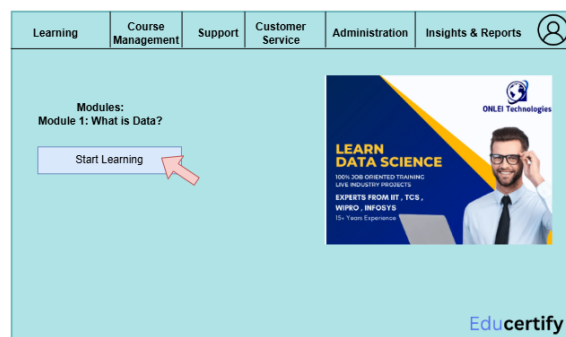 Learning
Course
Management
Support
Customer
Service
Administration
Insights & Reports
Modules:
Module 1: What is Data?
Start Learning
ONLEI Technologies
LEARN
DATA SCIENCE
100% JOB ORIENTED TRAINING
LIVE INDUSTRY PROJECTS
EXPERTS FROM IIT , TCS ,
WIPRO , INFOSYS
15+ Years Experience
Educertify